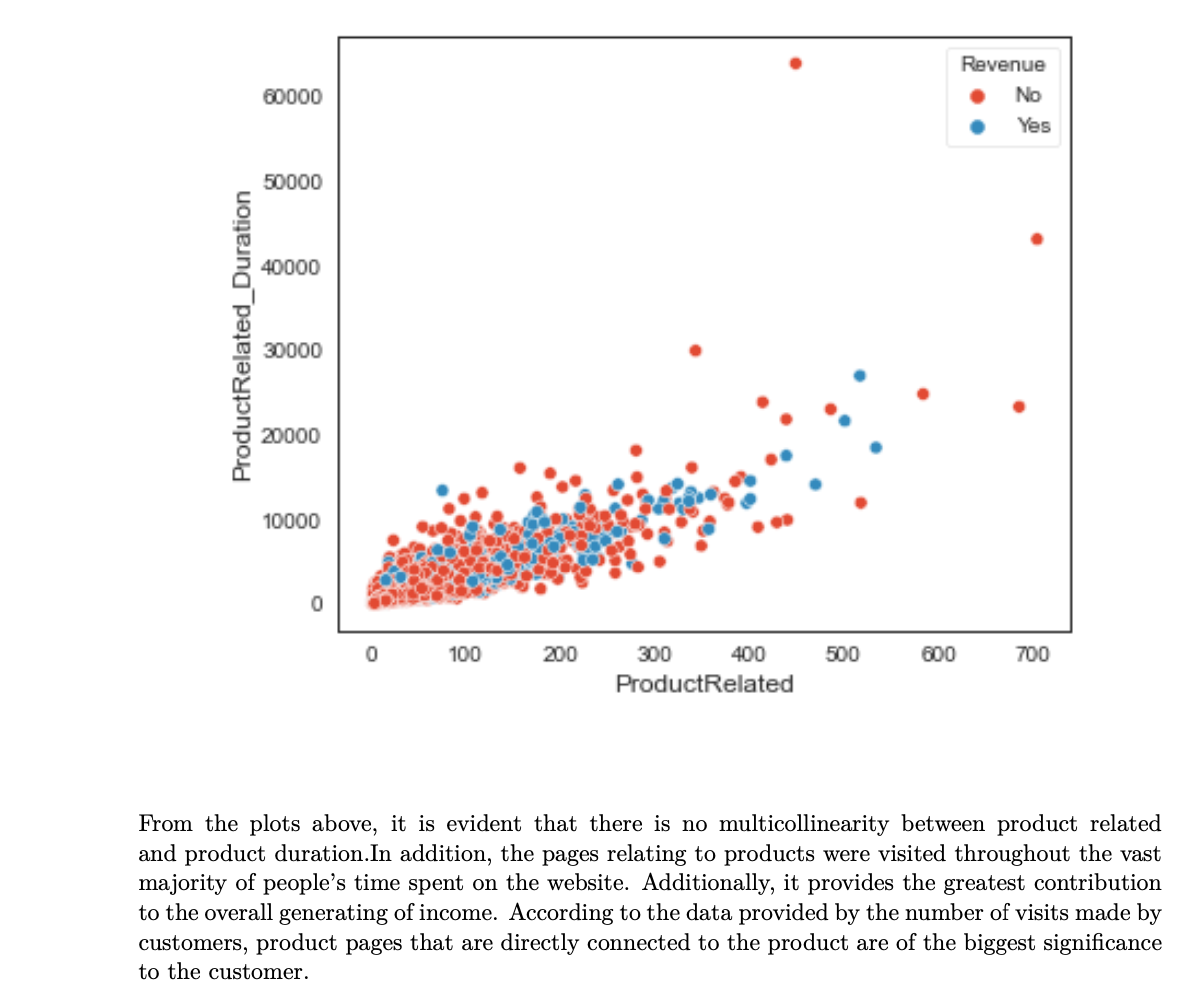 Revenue
No
Yes
60000
50000
40000
30000
20000
10000
0
ProductRelated_Duration
0 100 200 300 400 500 600 700
ProductRelated
From the plots above, it is evident that there is no multicollinearity between product related
and product duration.In addition, the pages relating to products were visited throughout the vast
majority of people's time spent on the website. Additionally, it provides the greatest contribution
to the overall generating of income. According to the data provided by the number of visits made by
customers, product pages that are directly connected to the product are of the biggest significance
to the customer.